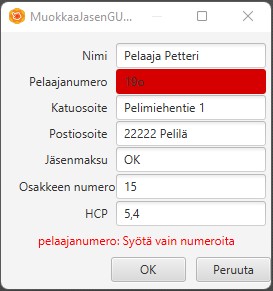 MuokkaaJasenGU...
Nimi Pelaaja Petteri
Pelaajanumero 19o
Katuosoite Pelimiehentie 1
Postiosoite 22222 Pelilä
Jäsenmaksu OK
Osakkeen numero 15
HCP 5,4
pelaajanumero: Syötä vain numeroita
OK Peruuta